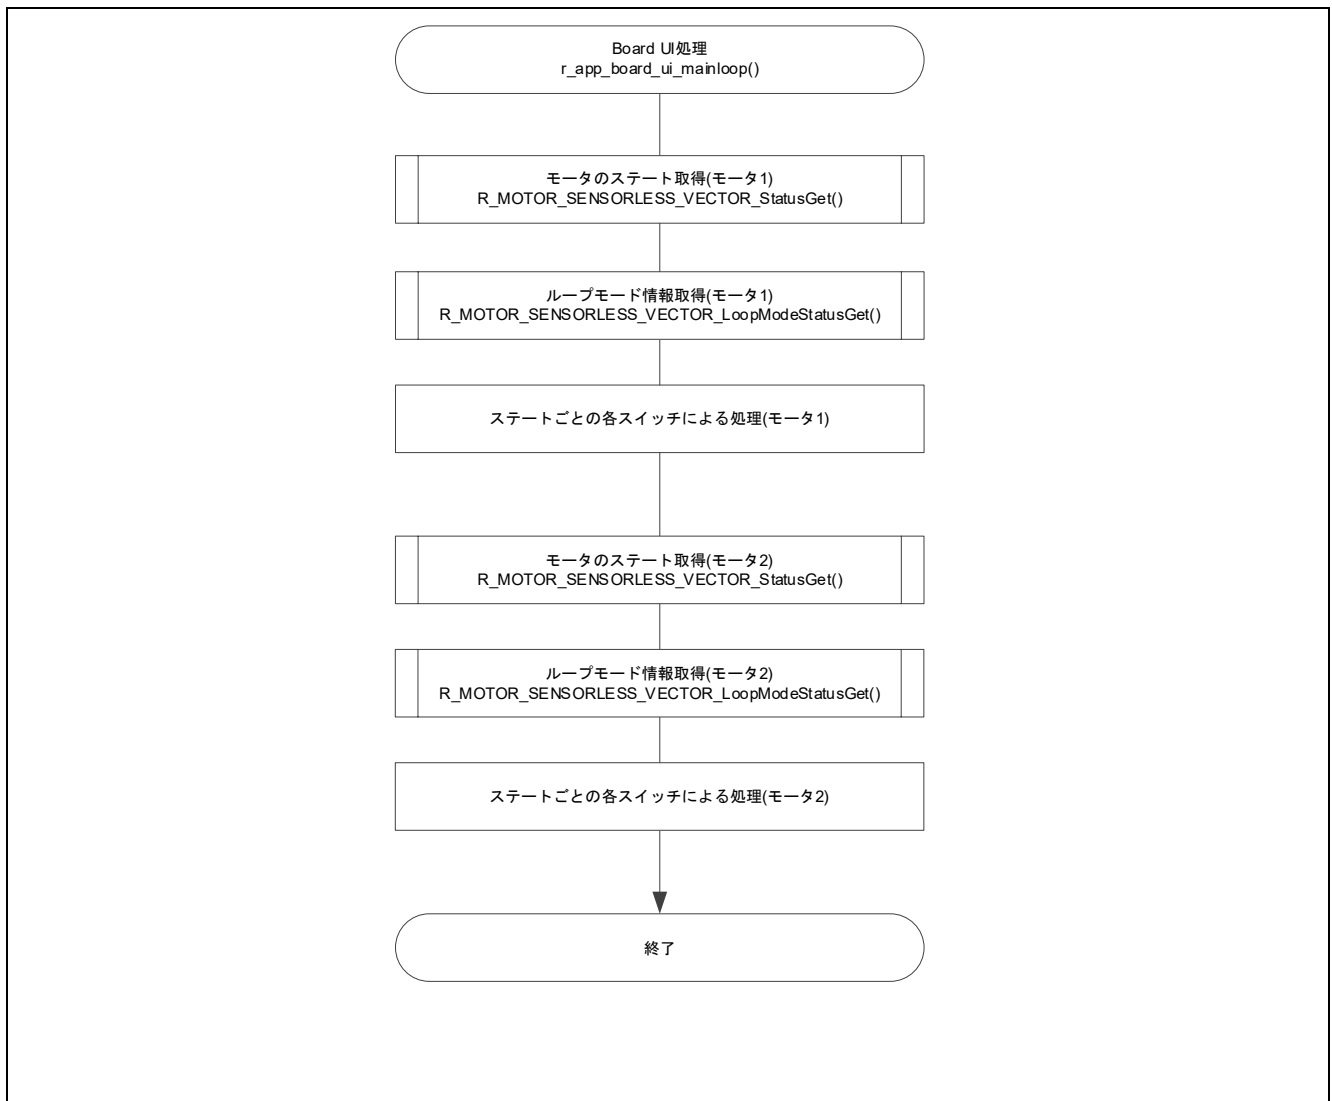 Board UI処理
r_app_board_ui_mainloop()
モータのステート取得(モータ1)
R_MOTOR_SENSORLESS_VECTOR_StatusGet()
ループモード情報取得(モータ1)
R_MOTOR_SENSORLESS_VECTOR_LoopModeStatusGet()
ステートごとの各スイッチによる処理(モータ1)
モータのステート取得(モータ2)
R_MOTOR_SENSORLESS_VECTOR_StatusGet()
ループモード情報取得(モータ2)
R_MOTOR_SENSORLESS_VECTOR_LoopModeStatusGet()
ステートごとの各スイッチによる処理(モータ2)
終了